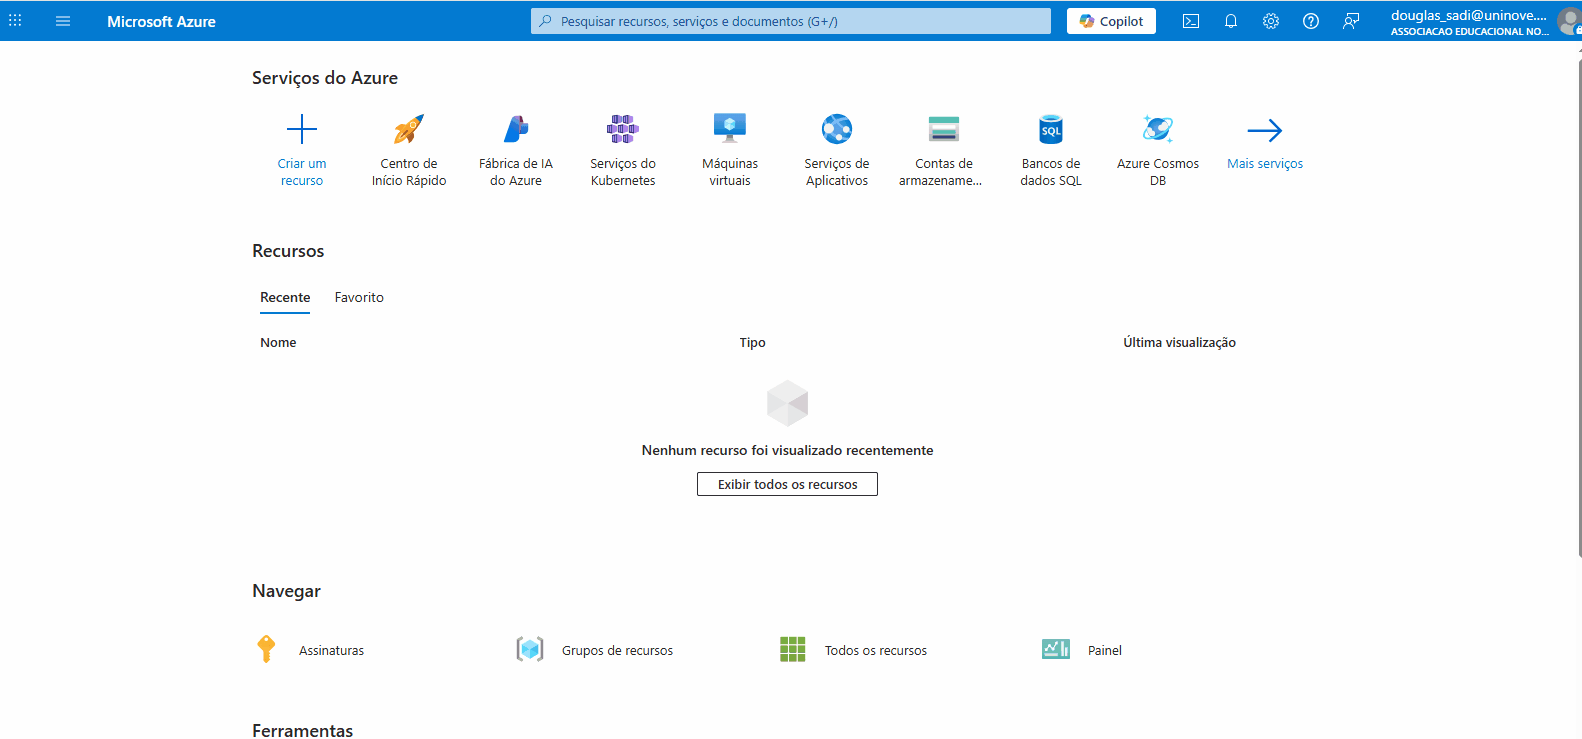 Microsoft Azure
Pesquisar recursos, serviços e documentos (G+/)
Copilot
douglas_sadi@uninove....
ASSOCIACAO EDUCACIONAL NO...
Serviços do Azure
Criar um
recurso
Centro de
Início Rápido
Fábrica de IA
do Azure
Serviços do
Kubernetes
Máquinas
virtuais
Serviços de
Aplicativos
Contas de
armazename...
SQL
Bancos de
dados SQL
Azure Cosmos
DB
Mais serviços
Recursos
Recente
Favorito
Nome
Tipo
Última visualização
Nenhum recurso foi visualizado recentemente
Exibir todos os recursos
Navegar
Assinaturas
Grupos de recursos
Todos os recursos
Painel
Ferramentas